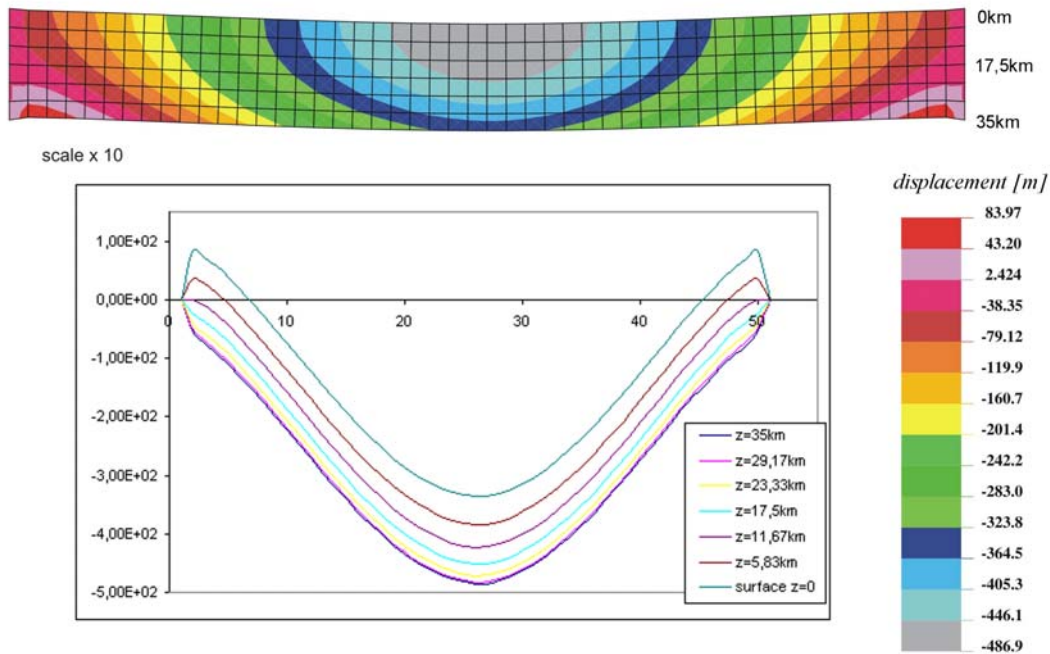 0km
17,5km
35km
scale x 10
displacement [m]
83.97
43.20
2.424
-38.35
-79.12
-119.9
-160.7
-201.4
-242.2
-283.0
-323.8
-364.5
-405.3
-446.1
-486.9
1,00E+02
0,00E+00
-1,00E+02
-2,00E+02
-3,00E+02
-4,00E+02
-5,00E+02
0
10
20
30
40
50
z=35km
z=29,17km
z=23,33km
z=17,5km
z=11,67km
z=5,83km
surface z=0